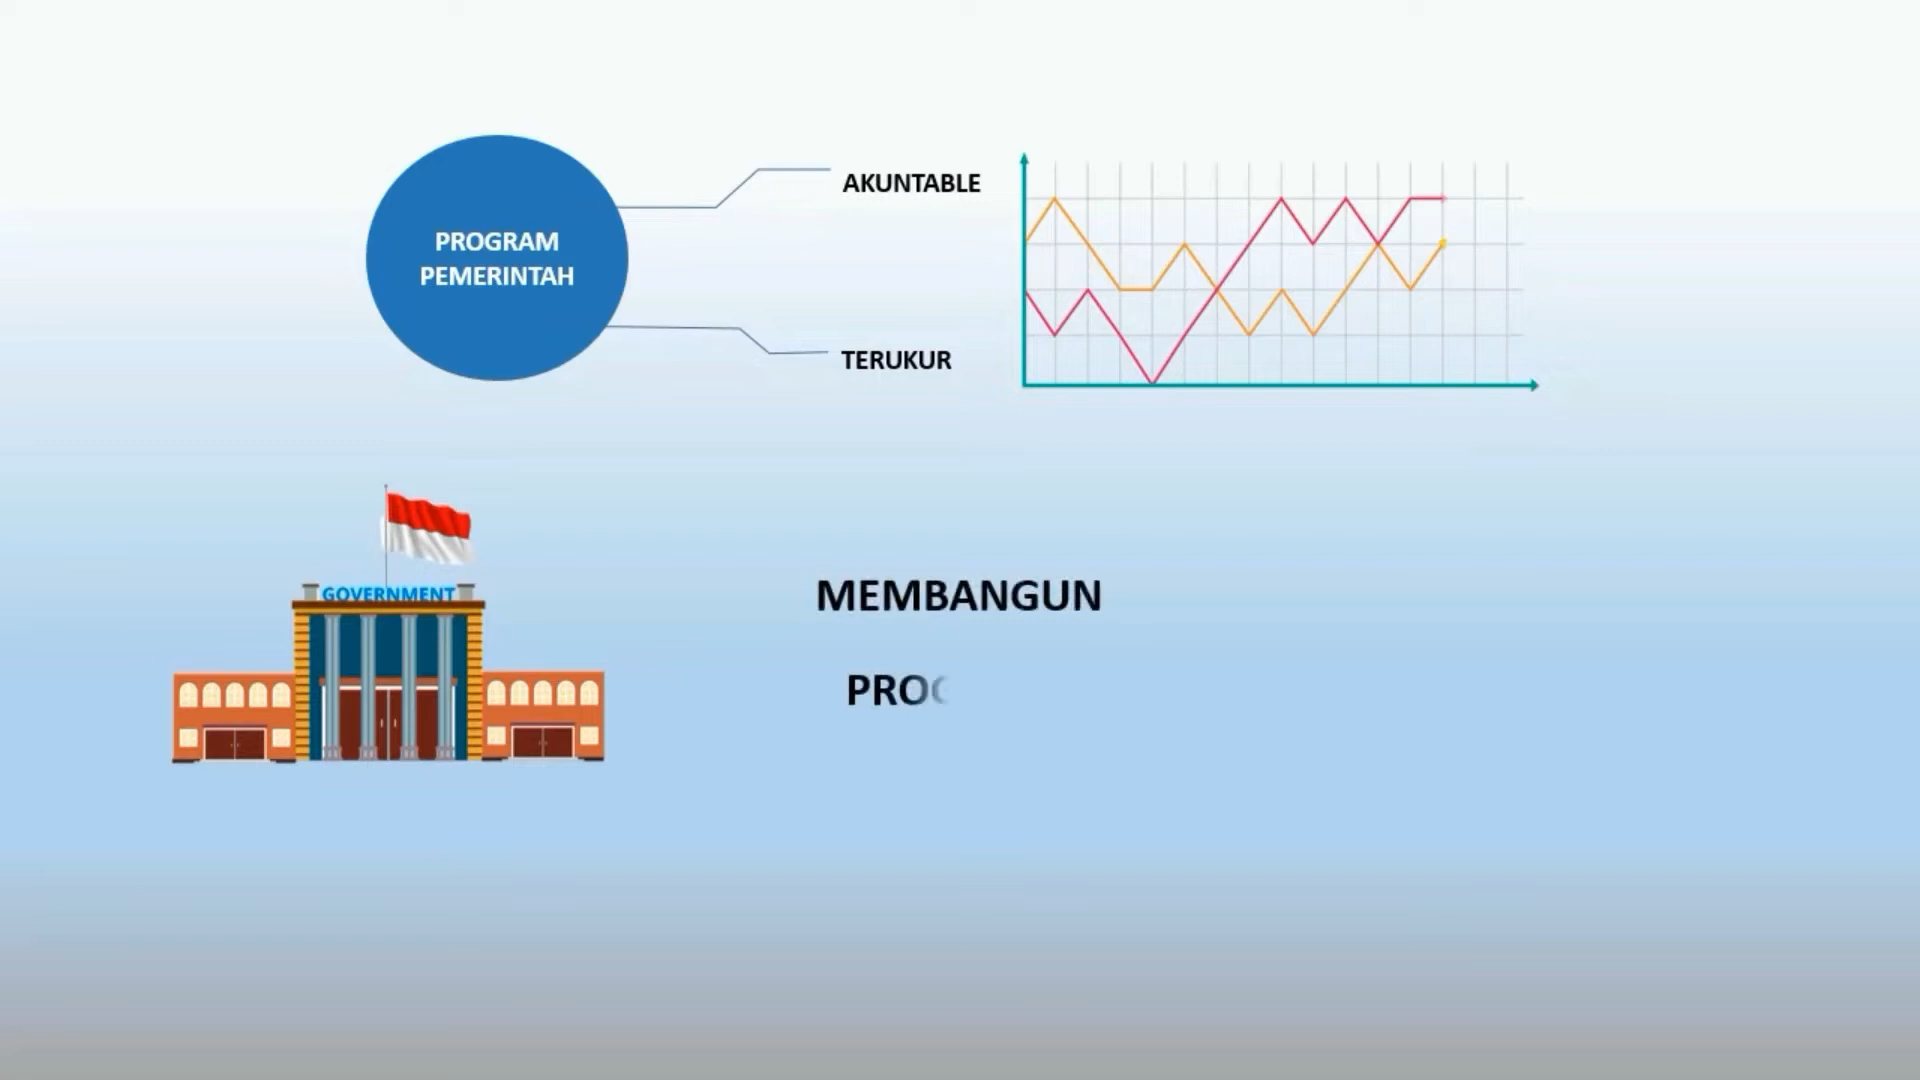 PROGRAM
PEMERINTAH
AKUNTABLE
TERUKUR
GOVERNMENT
MEMBANGUN